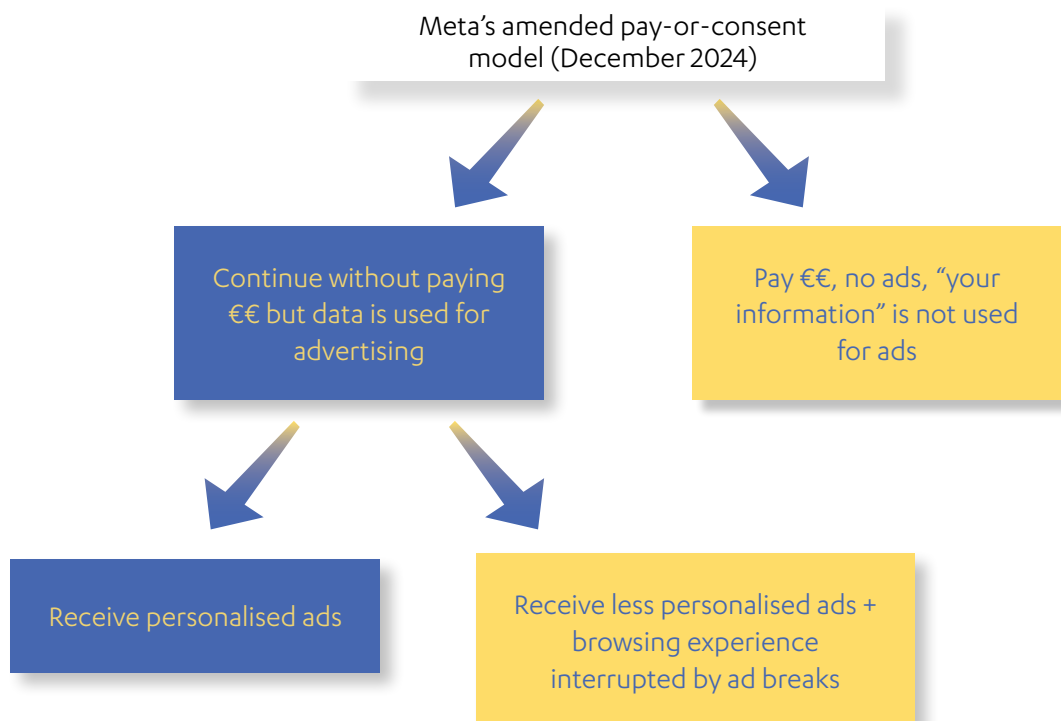 Meta’s amended pay-or-consent
model (December 2024)
Continue without paying
€€ but data is used for
advertising
Pay €€, no ads, “your
information” is not used
for ads
Receive personalised ads
Receive less personalised ads +
browsing experience
interrupted by ad breaks